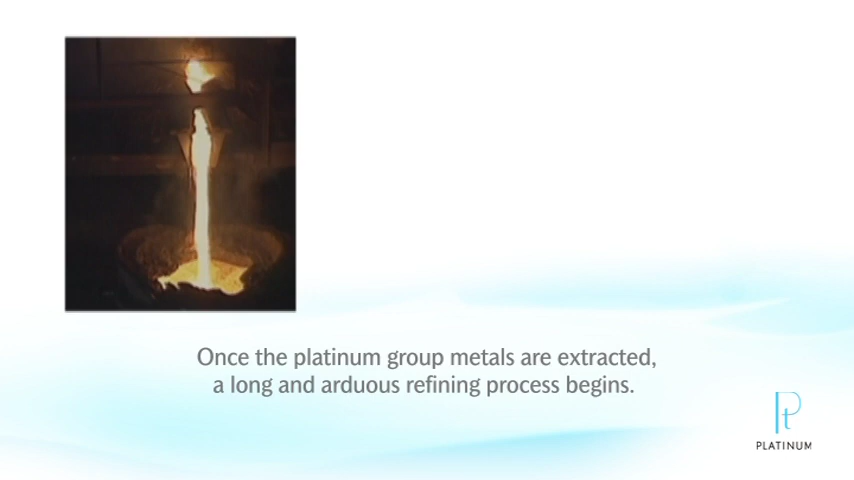 Once the platinum group metals are extracted,
a long and arduous refining process begins.
Pt
PLATINUM